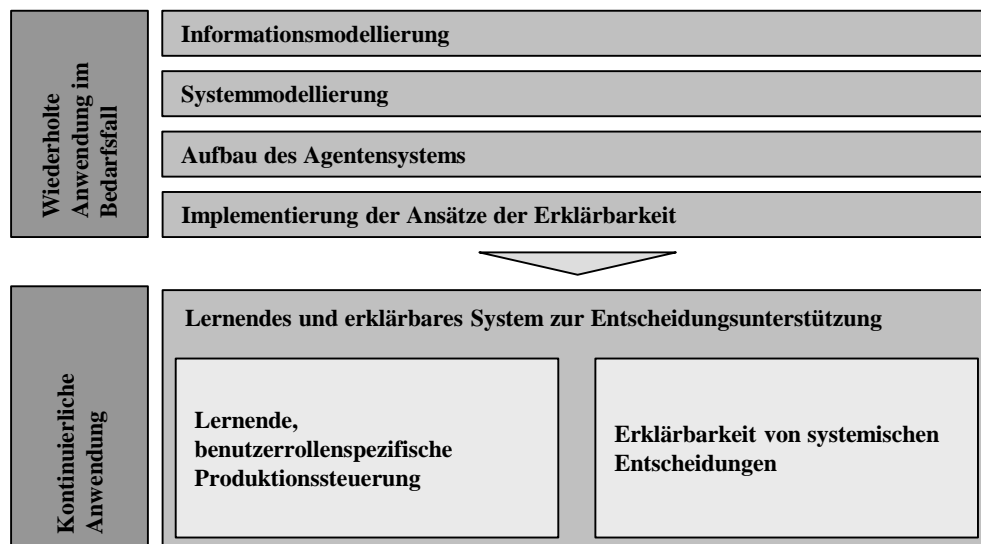 Wiederholte
Anwendung im
Bedarfsfall
Informationsmodellierung
Systemmodellierung
Aufbau des Agentensystems
Implementierung der Ansätze der Erklärbarkeit
Kontinuierliche
Anwendung
Lernendes und erklärbares System zur Entscheidungsunterstützung
Lernende,
benutzerrollenspezifische
Produktionssteuerung
Erklärbarkeit von systemischen
Entscheidungen